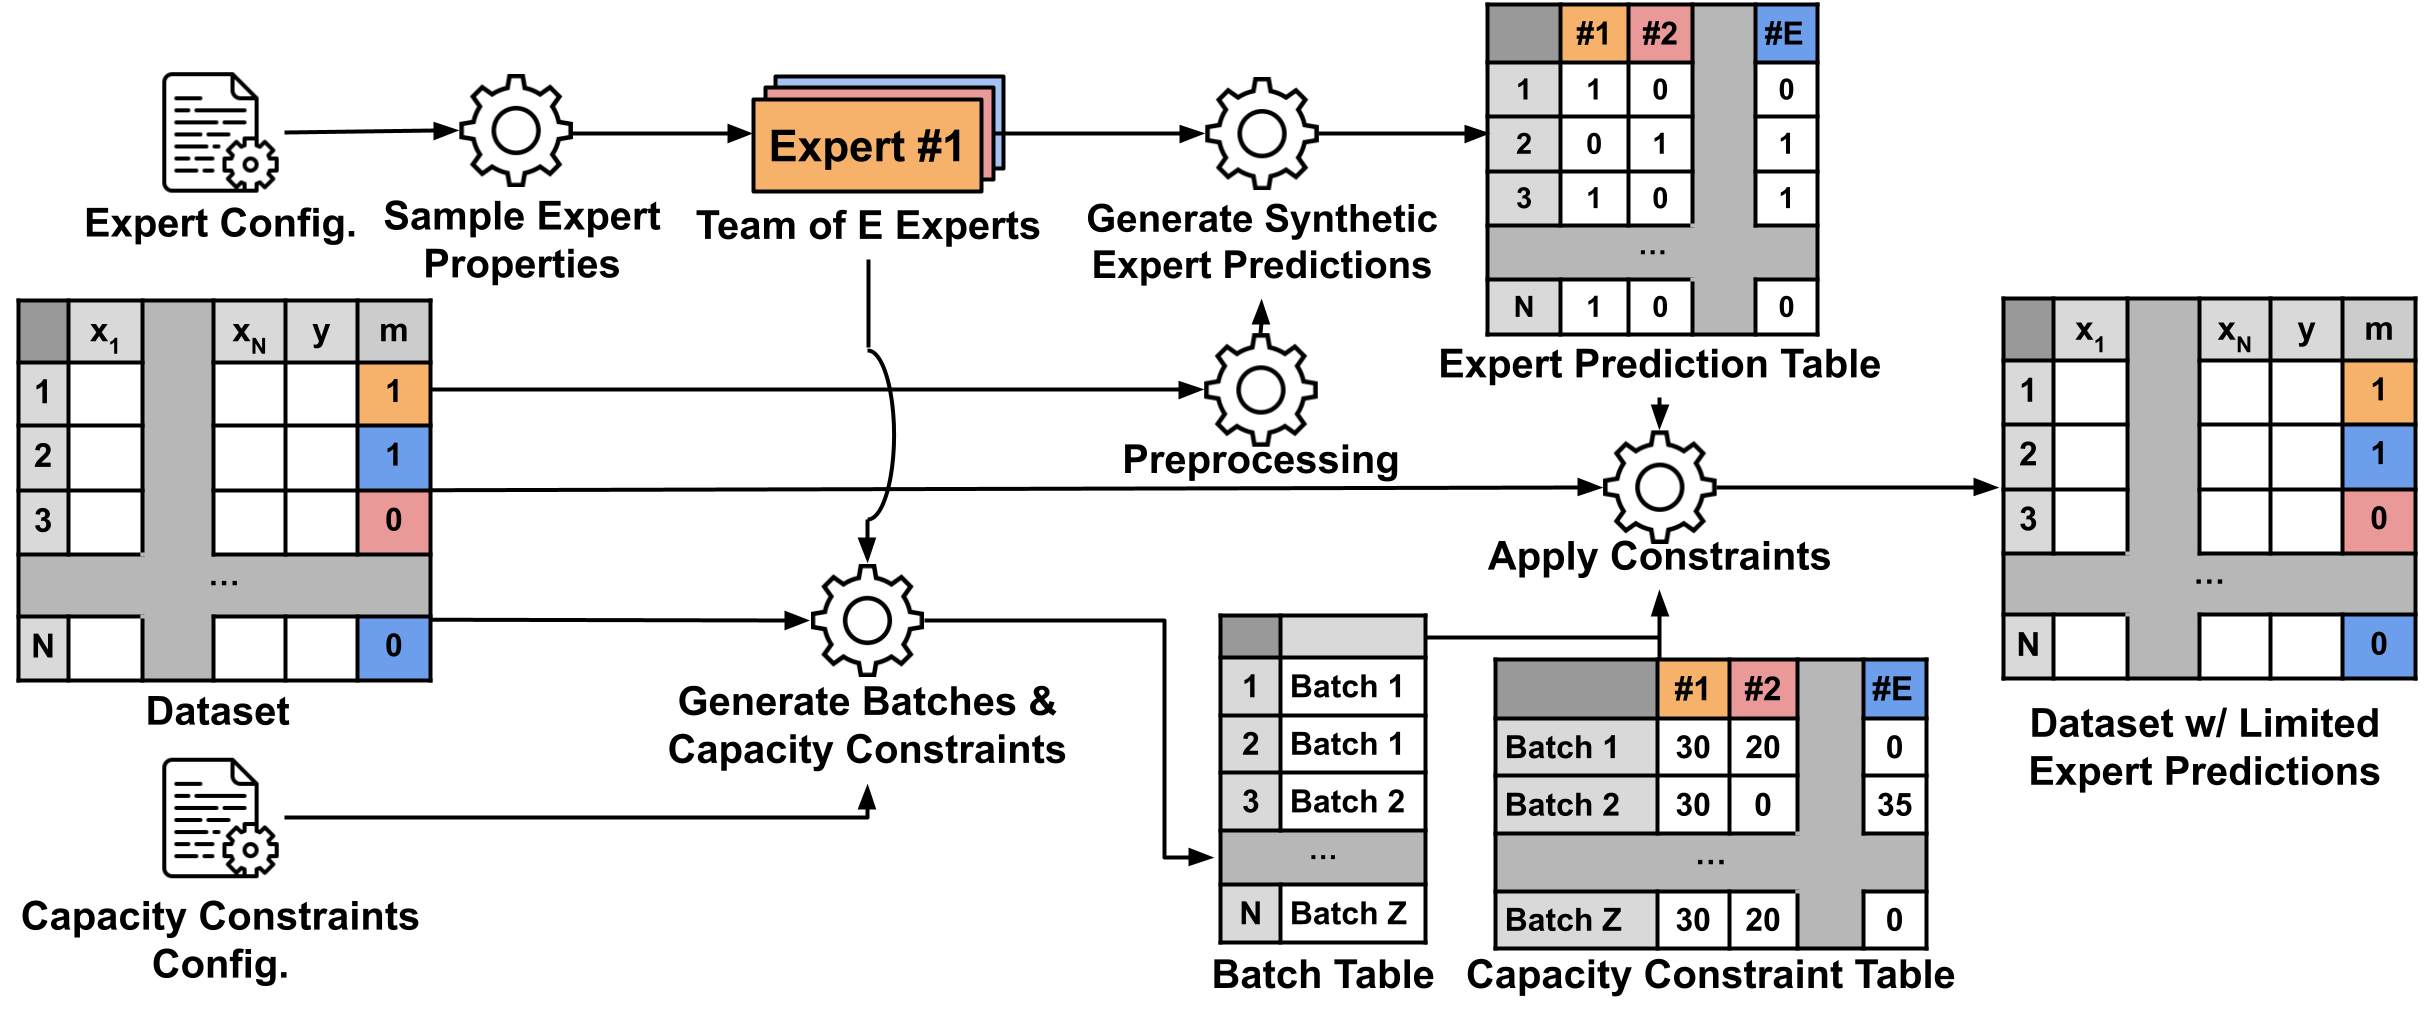 Expert Config.
Sample Expert
Properties
Expert #1
Team of E Experts
Generate Synthetic
Expert Predictions
#1 #2 #E
1 1 0 0
2 0 1 1
3 1 0 1
...
N 1 0 0
Expert Prediction Table
x1 xN y m
1 1
2 1
3 0
...
N 0
Dataset
Preprocessing
Apply Constraints
Generate Batches &
Capacity Constraints
Capacity Constraints
Config.
1 Batch 1
2 Batch 1
3 Batch 2
...
N Batch Z
Batch Table
#1 #2 #E
Batch 1 30 20 0
Batch 2 30 0 35
...
Batch Z 30 20 0
Capacity Constraint Table
x1 xN y m
1 1
2 1
3 0
...
N 0
Dataset w/ Limited
Expert Predictions